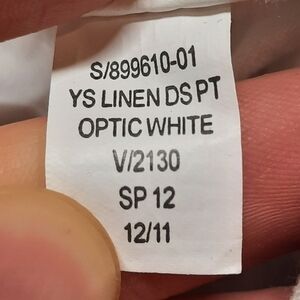 S/899610-01
YS LINEN DS PT
OPTIC WHITE
V/2130
SP 12
12/11